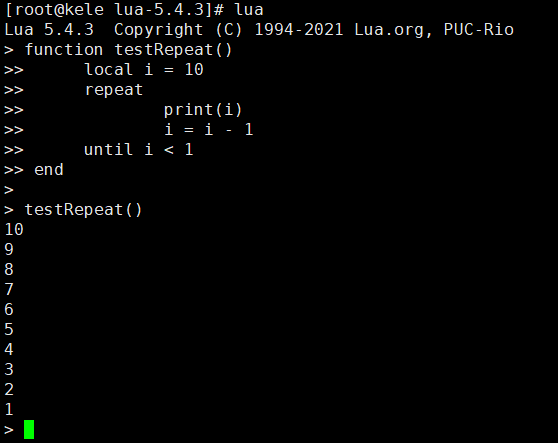 [root@kele lua-5.4.3]# lua
Lua 5.4.3  Copyright (C) 1994-2021 Lua.org, PUC-Rio
> function testRepeat()
>>      local i = 10
>>      repeat
>>              print(i)
>>              i = i - 1
>>      until i < 1
>> end
>
> testRepeat()
10
9
8
7
6
5
4
3
2
1
>